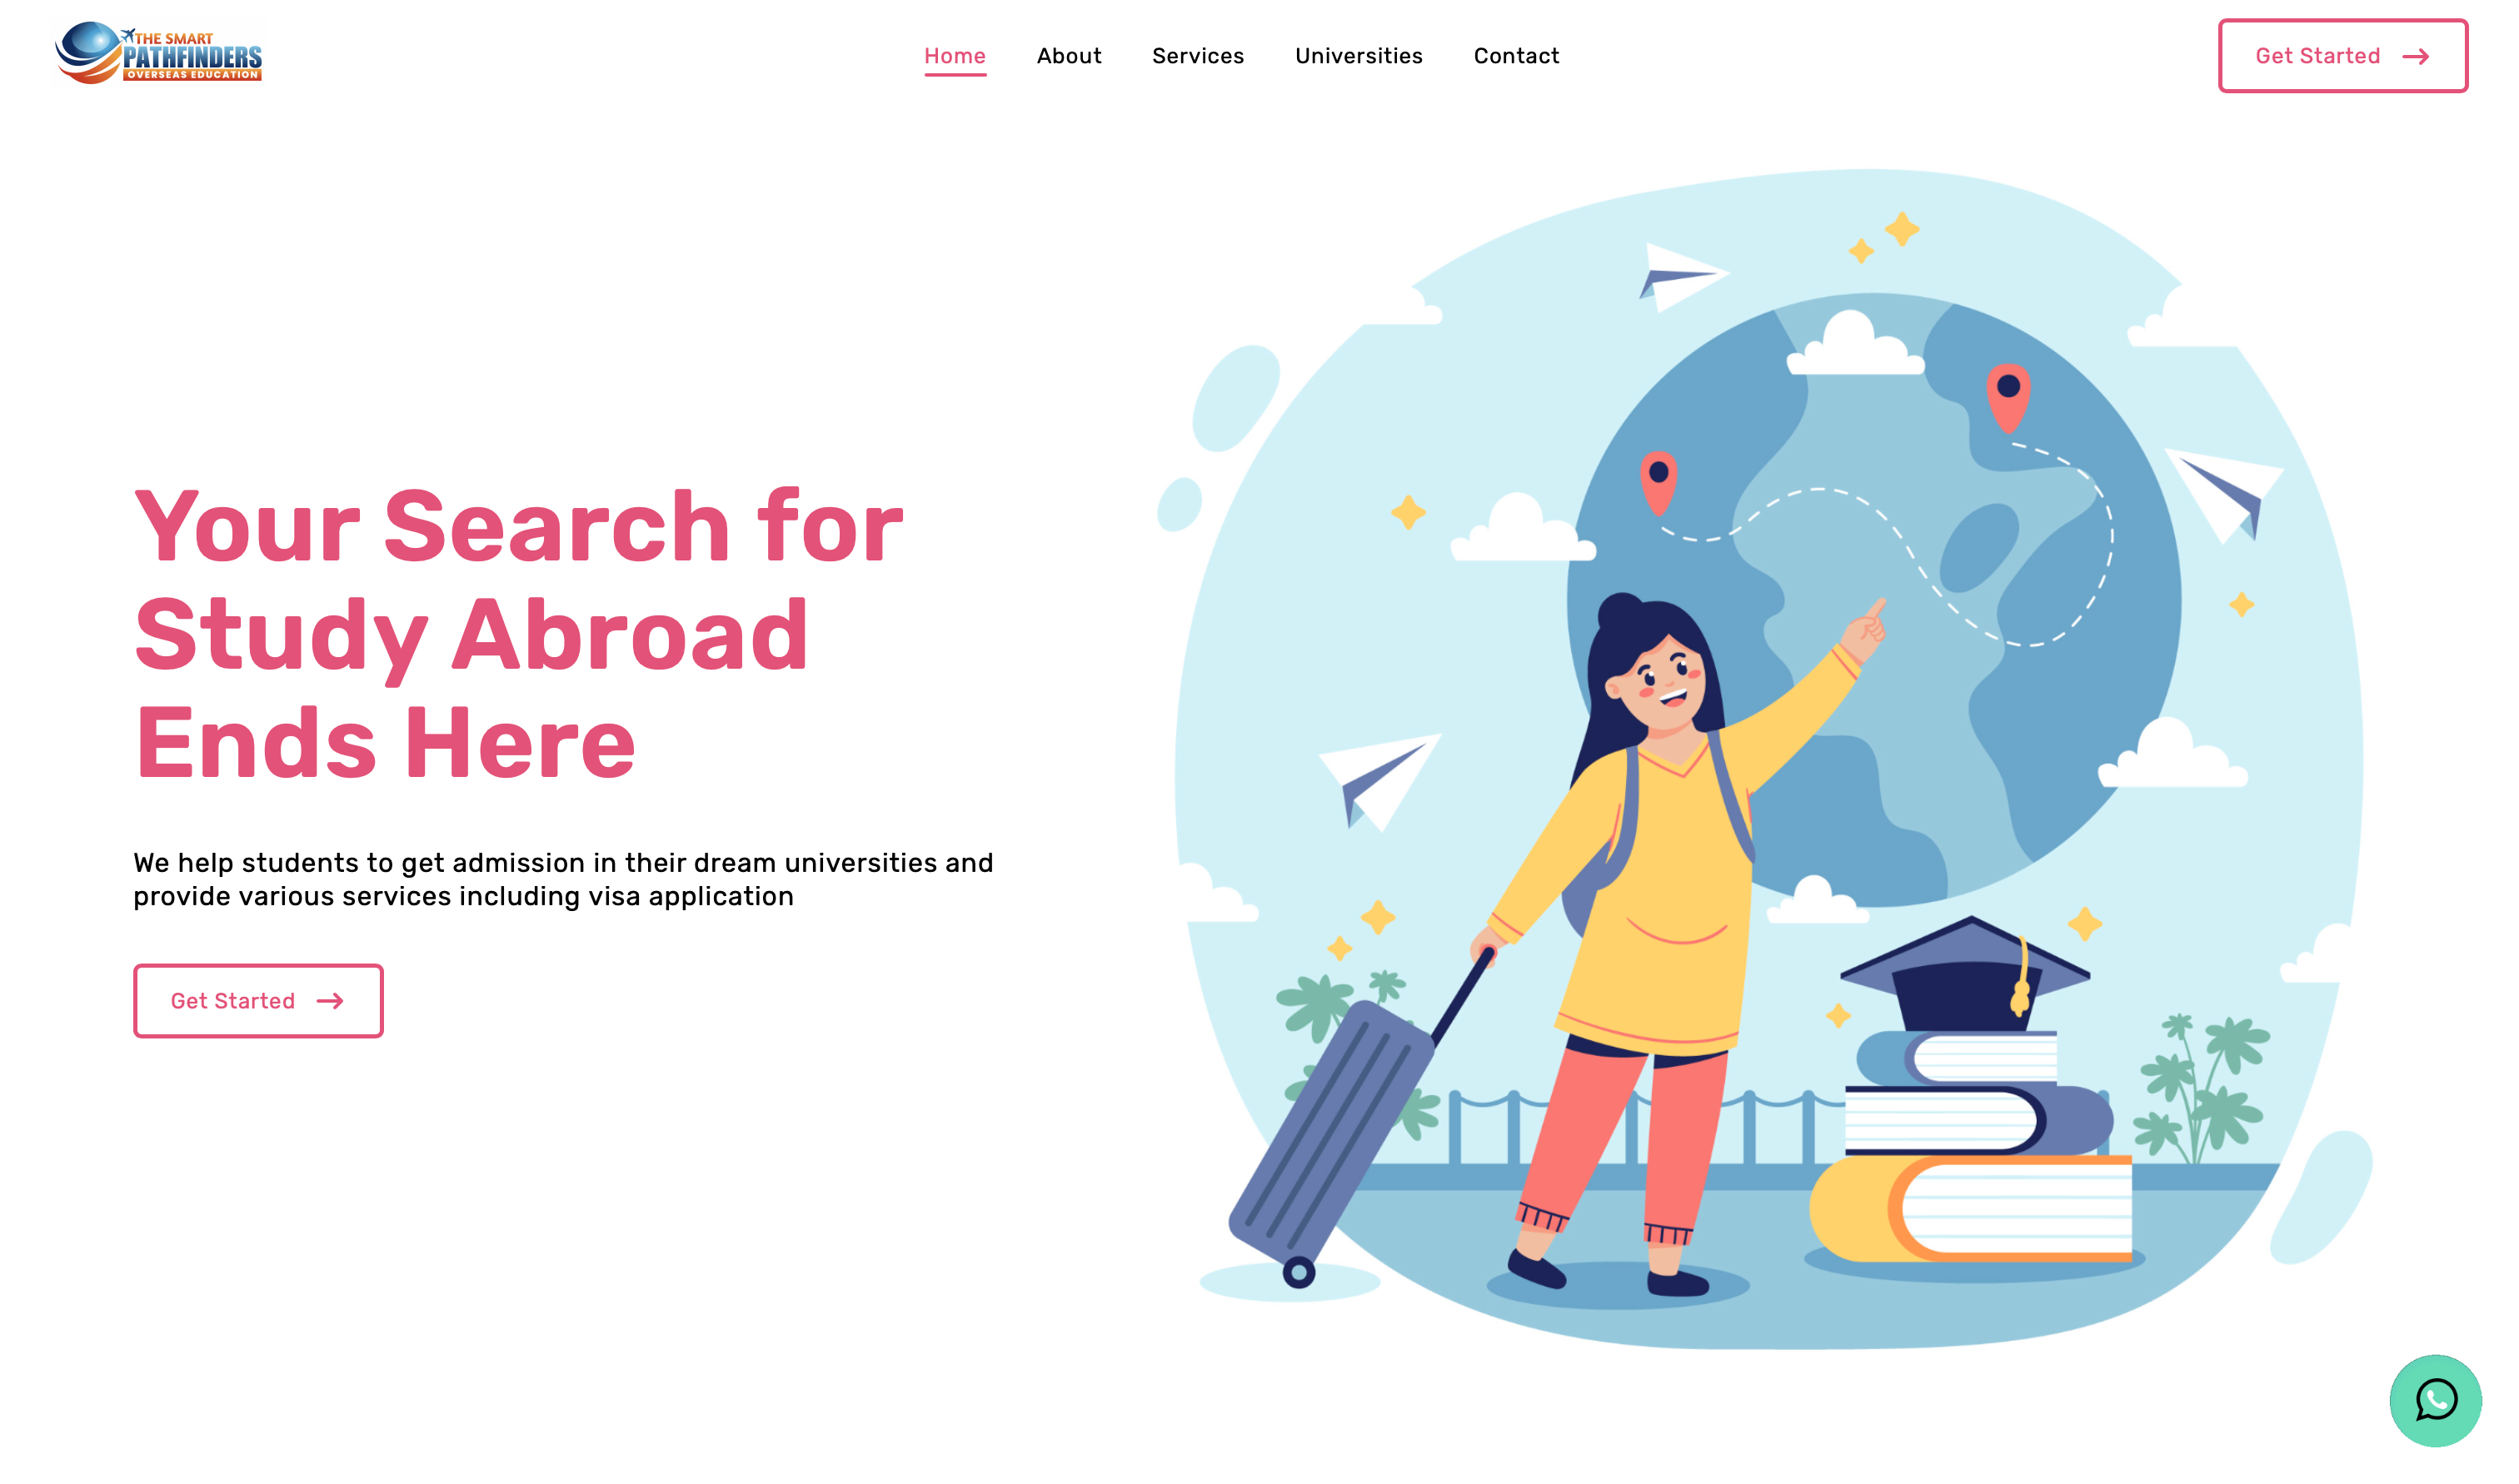 THE SMART
PATHFINDERS
OVERSEAS EDUCATION
Home
About
Services
Universities
Contact
Get Started
Your Search for
Study Abroad
Ends Here
We help students to get admission in their dream universities and
provide various services including visa application
Get Started